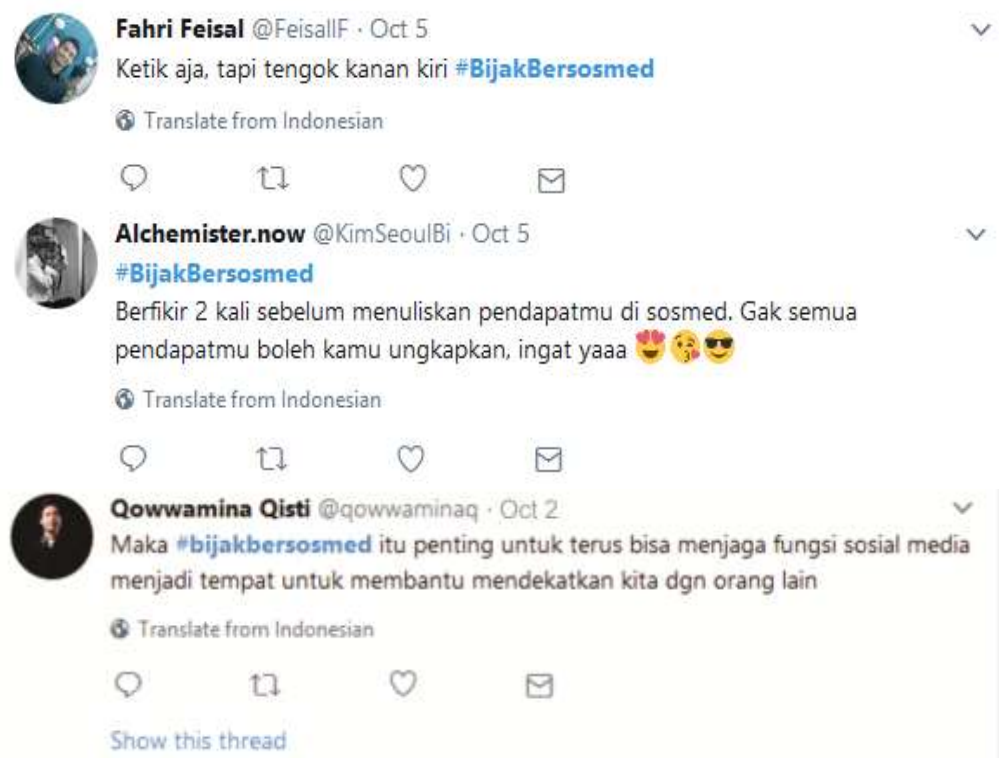 Fahri Feisal @FeisallF · Oct 5
Ketik aja, tapi tengok kanan kiri #BijakBersosmed
Translate from Indonesian
Alchemister.now @KimSeoulBi · Oct 5
#BijakBersosmed
Berfikir 2 kali sebelum menuliskan pendapatmu di sosmed. Gak semua
pendapatmu boleh kamu ungkapkan, ingat yaaa 😍😘😎
Translate from Indonesian
Qowwamina Qisti @qowwaminaq · Oct 2
Maka #bijakbersosmed itu penting untuk terus bisa menjaga fungsi sosial media
menjadi tempat untuk membantu mendekatkan kita dgn orang lain
Translate from Indonesian
Show this thread